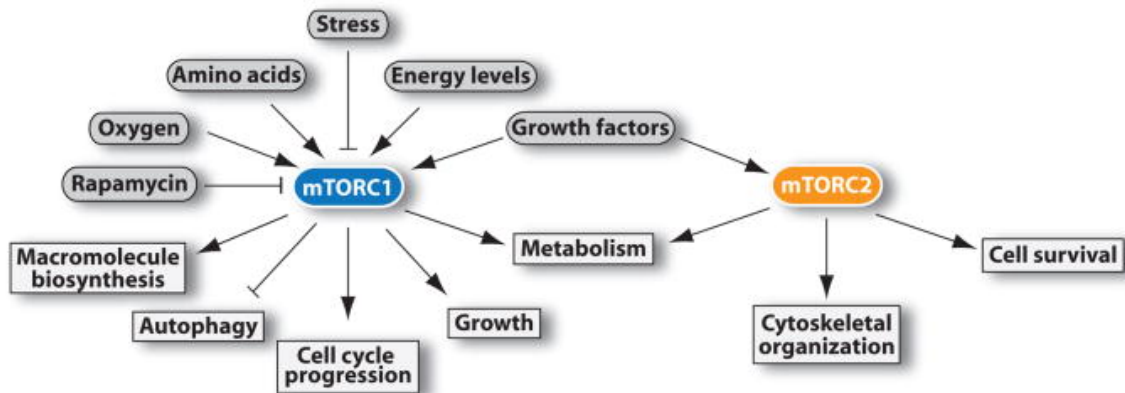 Stress
Amino acids
Energy levels
Oxygen
Growth factors
Rapamycin
mTORC1
mTORC2
Macromolecule
biosynthesis
Metabolism
Cell survival
Autophagy
Growth
Cytoskeletal
organization
Cell cycle
progression